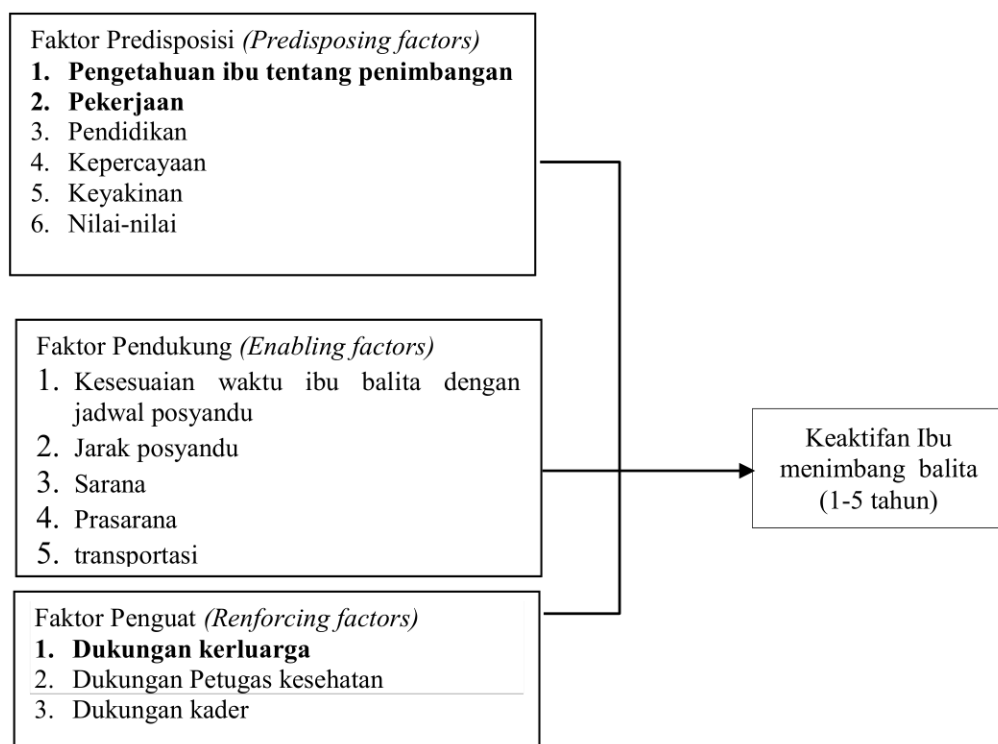 Faktor Predisposisi (Predisposing factors)
1. Pengetahuan ibu tentang penimbangan
2. Pekerjaan
3. Pendidikan
4. Kepercayaan
5. Keyakinan
6. Nilai-nilai
Faktor Pendukung (Enabling factors)
1. Kesesuaian waktu ibu balita dengan
jadwal posyandu
2. Jarak posyandu
3. Sarana
4. Prasarana
5. transportasi
Faktor Penguat (Renforcing factors)
1. Dukungan kerluarga
2. Dukungan Petugas kesehatan
3. Dukungan kader
Keaktifan Ibu
menimbang balita
(1-5 tahun)